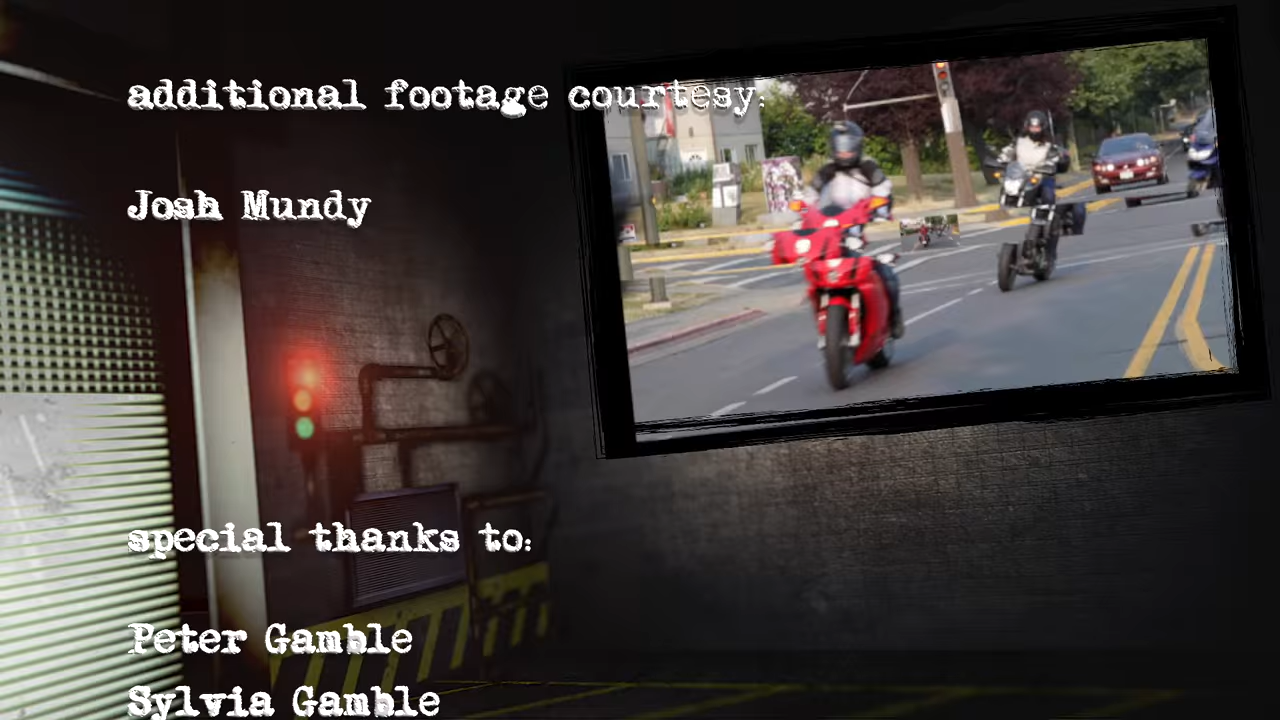 additional footage courtesy:
Josh Mundy
special thanks to:
Peter Gamble
Sylvia Gamble